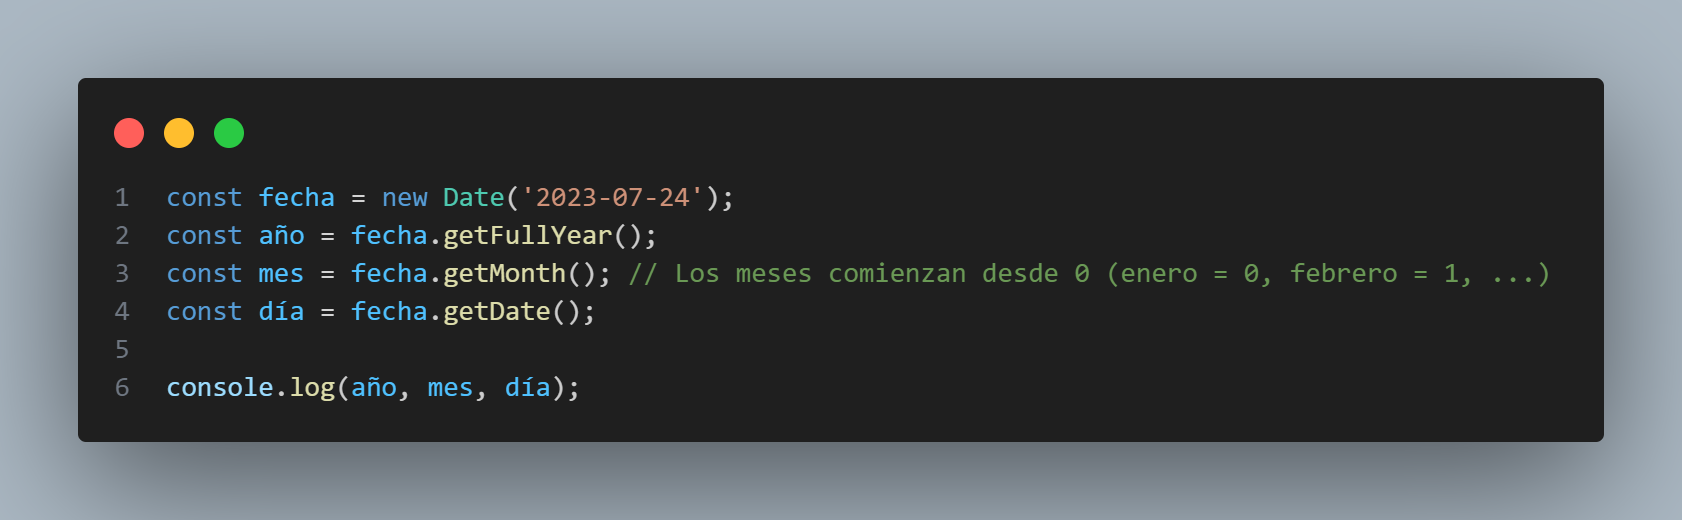 1 const fecha = new Date('2023-07-24');
2 const año = fecha.getFullYear();
3 const mes = fecha.getMonth(); // Los meses comienzan desde 0 (enero = 0, febrero = 1, ...)
4 const día = fecha.getDate();
5
6 console.log(año, mes, día);